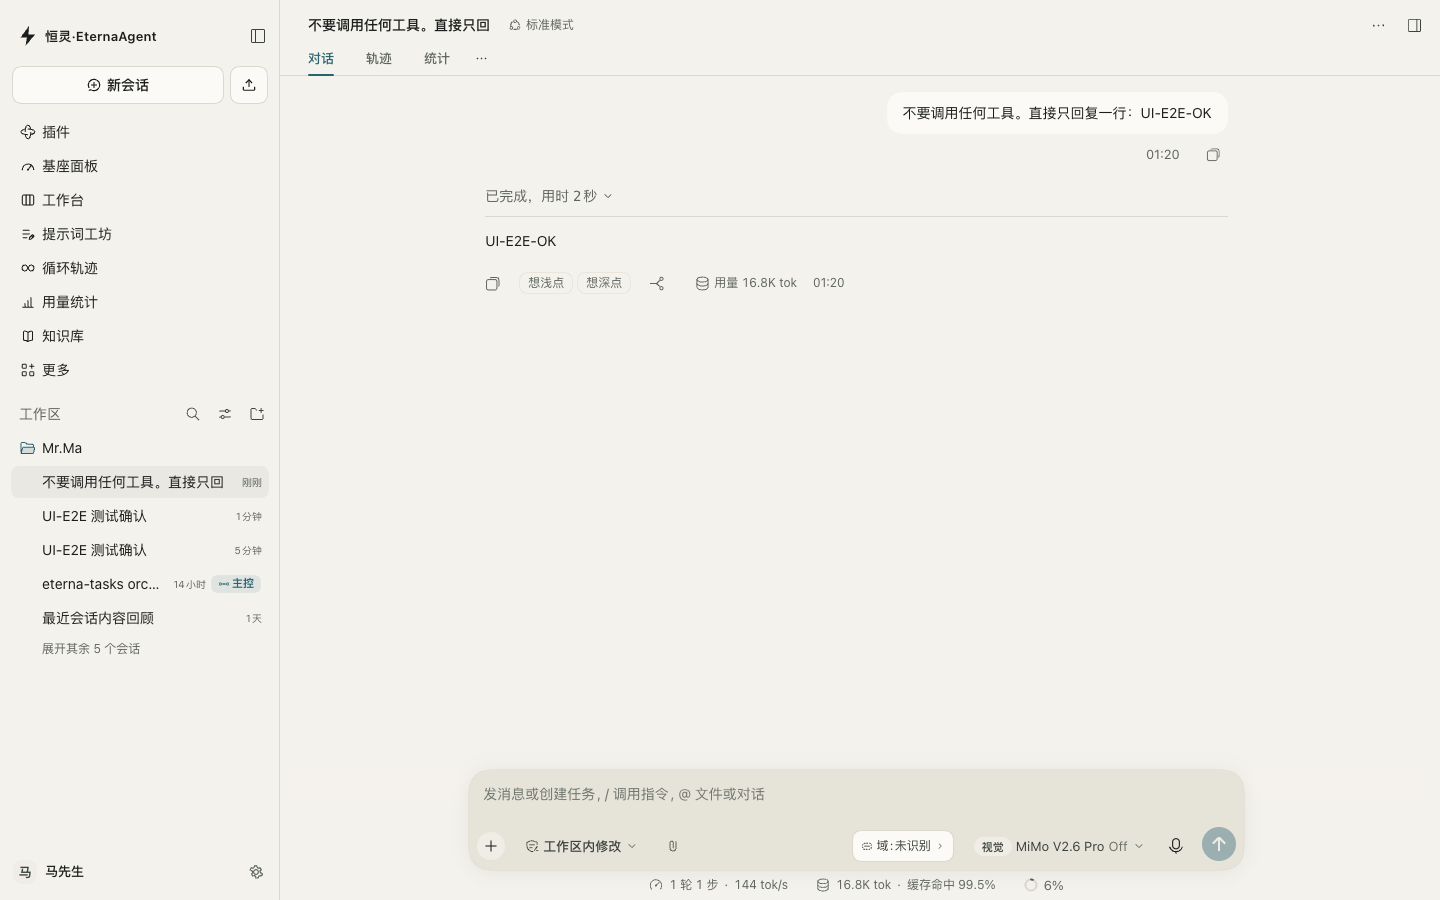 恒灵·EternaAgent
新会话
插件
基座面板
工作台
提示词工坊
循环轨迹
用量统计
知识库
更多
工作区
Mr.Ma
不要调用任何工具。直接只回 刚刚
UI-E2E 测试确认 1分钟
UI-E2E 测试确认 5分钟
eterna-tasks orc... 14小时 主控
最近会话内容回顾 1天
展开其余 5 个会话
马 马先生
不要调用任何工具。直接只回 标准模式
对话 轨迹 统计 ...
不要调用任何工具。直接只回复一行：UI-E2E-OK
01:20
已完成，用时 2秒
UI-E2E-OK
想浅点 想深点 用量 16.8K tok 01:20
发消息或创建任务, / 调用指令, @ 文件或对话
工作区内修改 域:未识别 › 视觉 MiMo V2.6 Pro Off
1 轮 1 步 · 144 tok/s 16.8K tok · 缓存命中 99.5% 6%